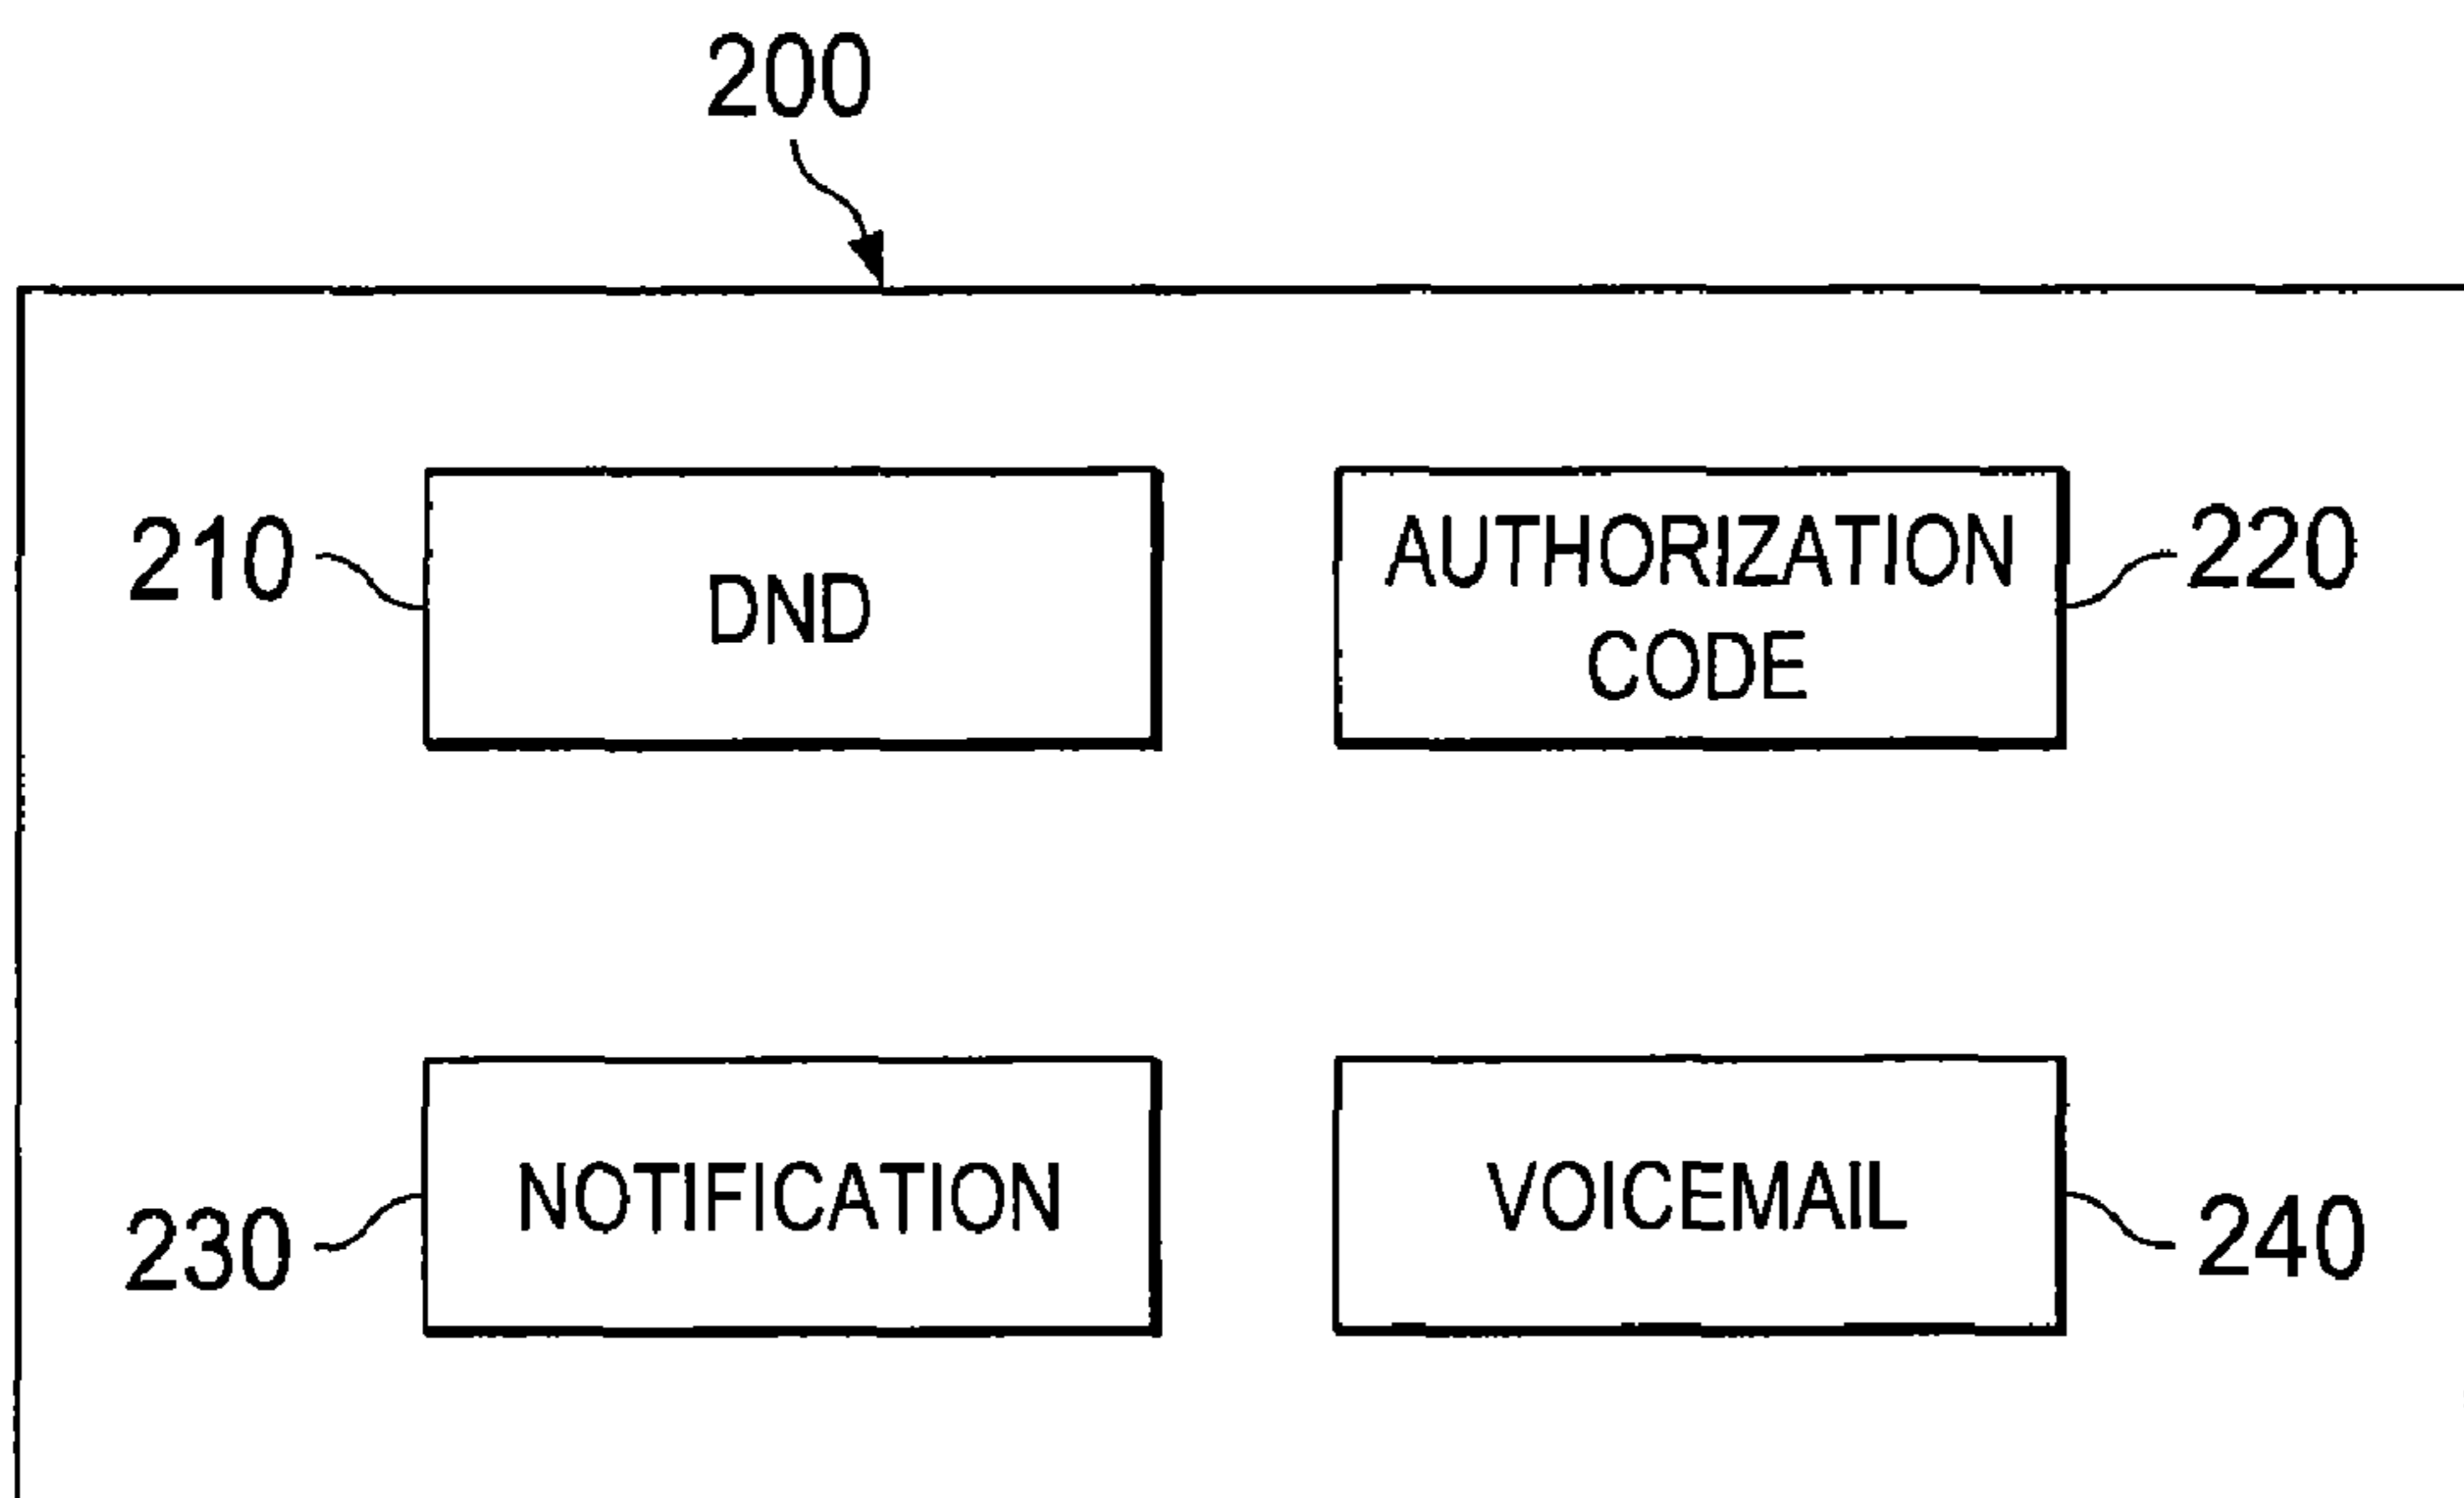 200
210
DND
AUTHORIZATION
CODE
220
230
NOTIFICATION
VOICEMAIL
240